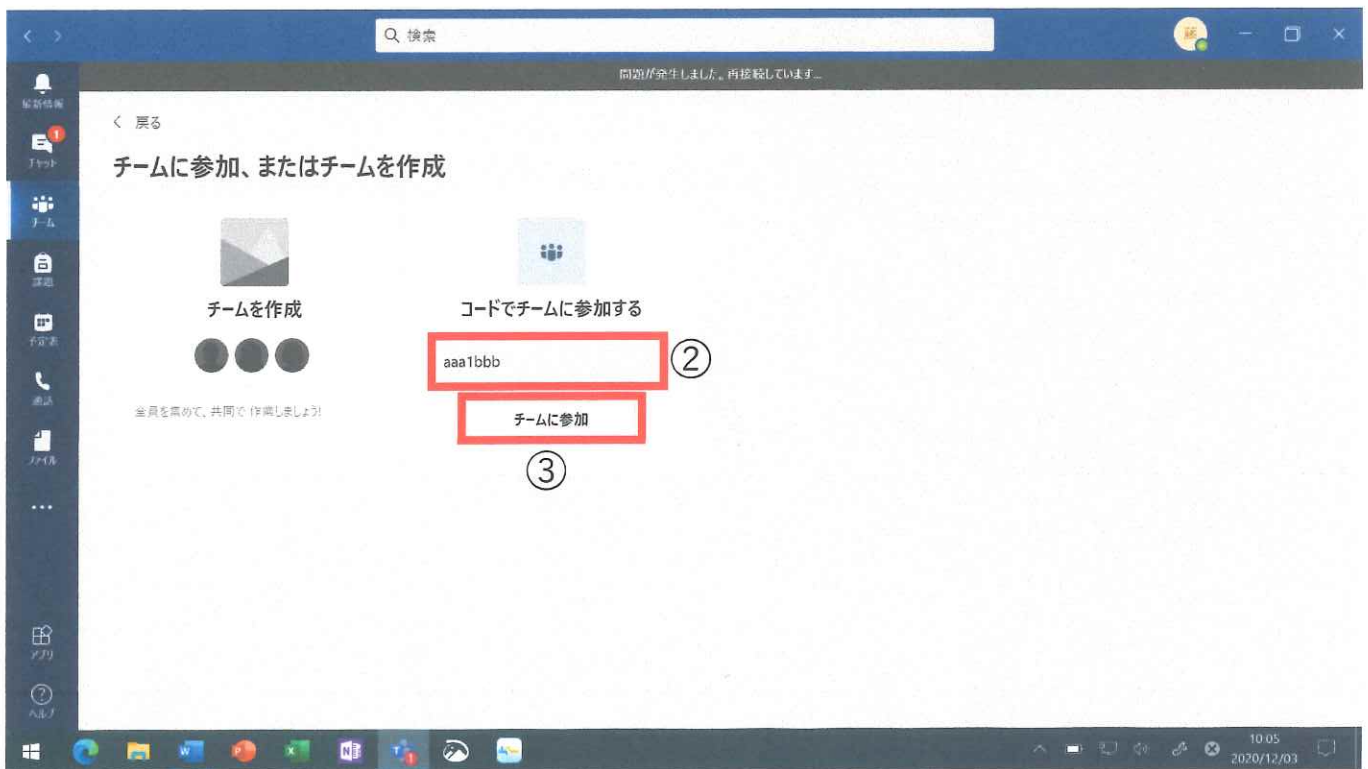 検索
藤
問題が発生しました。再接続しています...
最新情報
1
チャット
チーム
課題
予定表
通話
ファイル
アプリ
ヘルプ
< 戻る
チームに参加、またはチームを作成
チームを作成
全員を集めて、共同で 作業しましょう!
コードでチームに参加する
aaa1bbb
②
チームに参加
③
10:05
2020/12/03